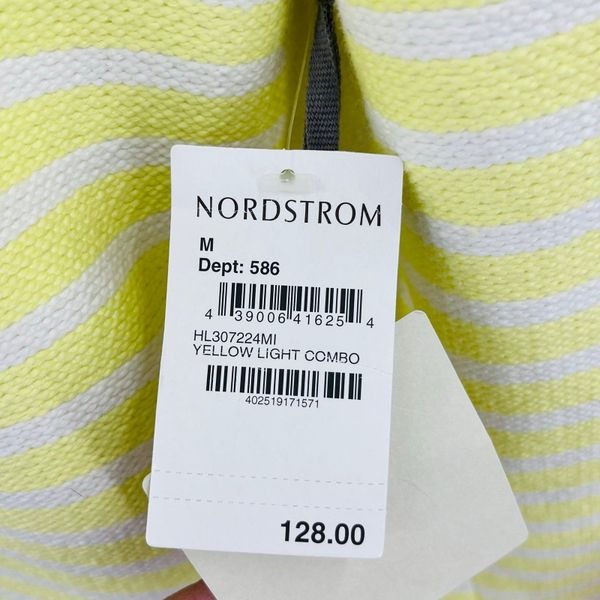 NORDSTROM
M
Dept: 586
4 39006 41625 4
HL307224MI
YELLOW LIGHT COMBO
402519171571
128.00